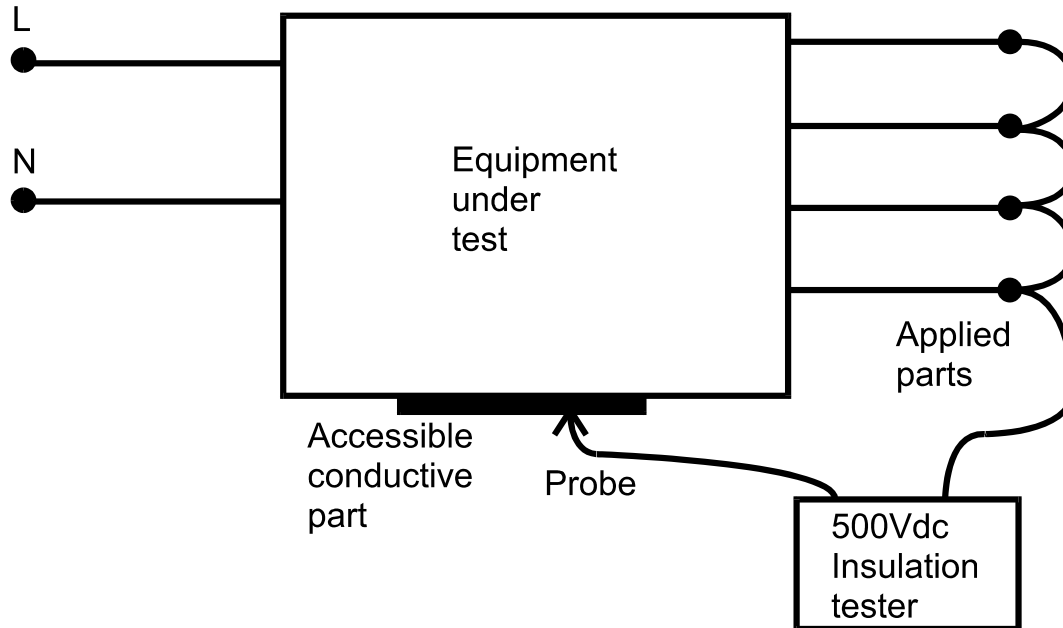 L
N
Equipment
under
test
Applied
parts
Accessible
conductive
part
Probe
500Vdc
Insulation
tester